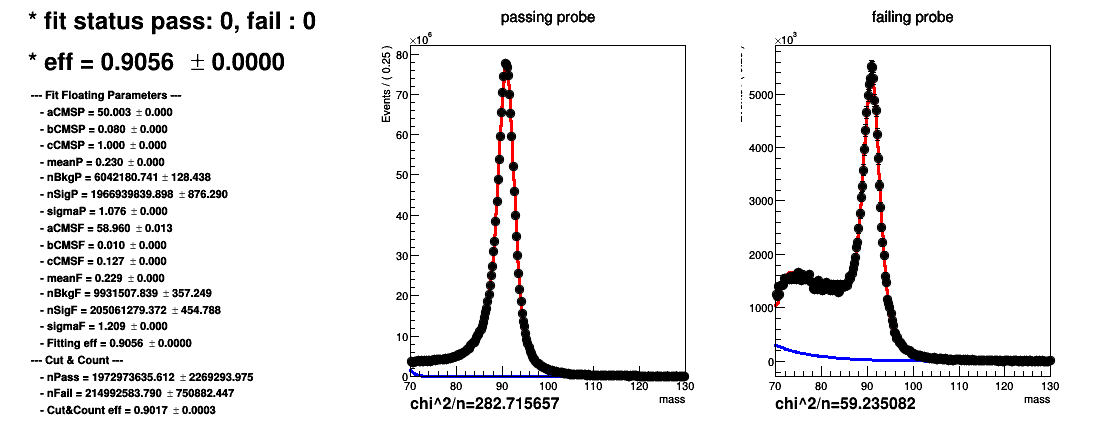 * fit status pass: 0, fail : 0
* eff = 0.9056 ± 0.0000
--- Fit Floating Parameters ---
- aCMSP = 50.003 ± 0.000
- bCMSP = 0.080 ± 0.000
- cCMSP = 1.000 ± 0.000
- meanP = 0.230 ± 0.000
- nBkgP = 6042180.741 ± 128.438
- nSigP = 1966939839.898 ± 876.290
- sigmaP = 1.076 ± 0.000
- aCMSF = 58.960 ± 0.013
- bCMSF = 0.010 ± 0.000
- cCMSF = 0.127 ± 0.000
- meanF = 0.229 ± 0.000
- nBkgF = 9931507.839 ± 357.249
- nSigF = 205061279.372 ± 454.788
- sigmaF = 1.209 ± 0.000
- Fitting eff = 0.9056 ± 0.0000
--- Cut & Count ---
- nPass = 1972973635.612 ± 2269293.975
- nFail = 214992583.790 ± 750882.447
- Cut&Count eff = 0.9017 ± 0.0003
passing probe
×10^6
Events / ( 0.25 )
80
70
60
50
40
30
20
10
0
70 80 90 100 110 120 130
mass
chi^2/n=282.715657
failing probe
×10^3
5000
4000
3000
2000
1000
0
70 80 90 100 110 120 130
mass
chi^2/n=59.235082